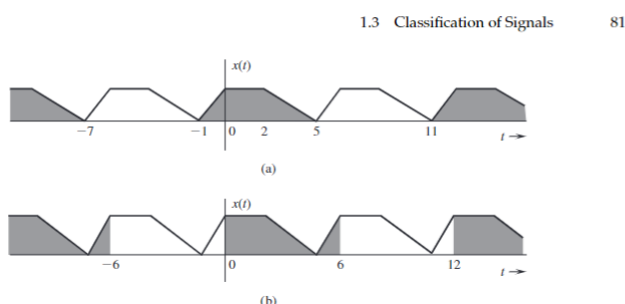 1.3 Classification of Signals 81
x(t)
−7 −1 0 2 5 11 t→
(a)
x(t)
−6 0 6 12 t→
(b)